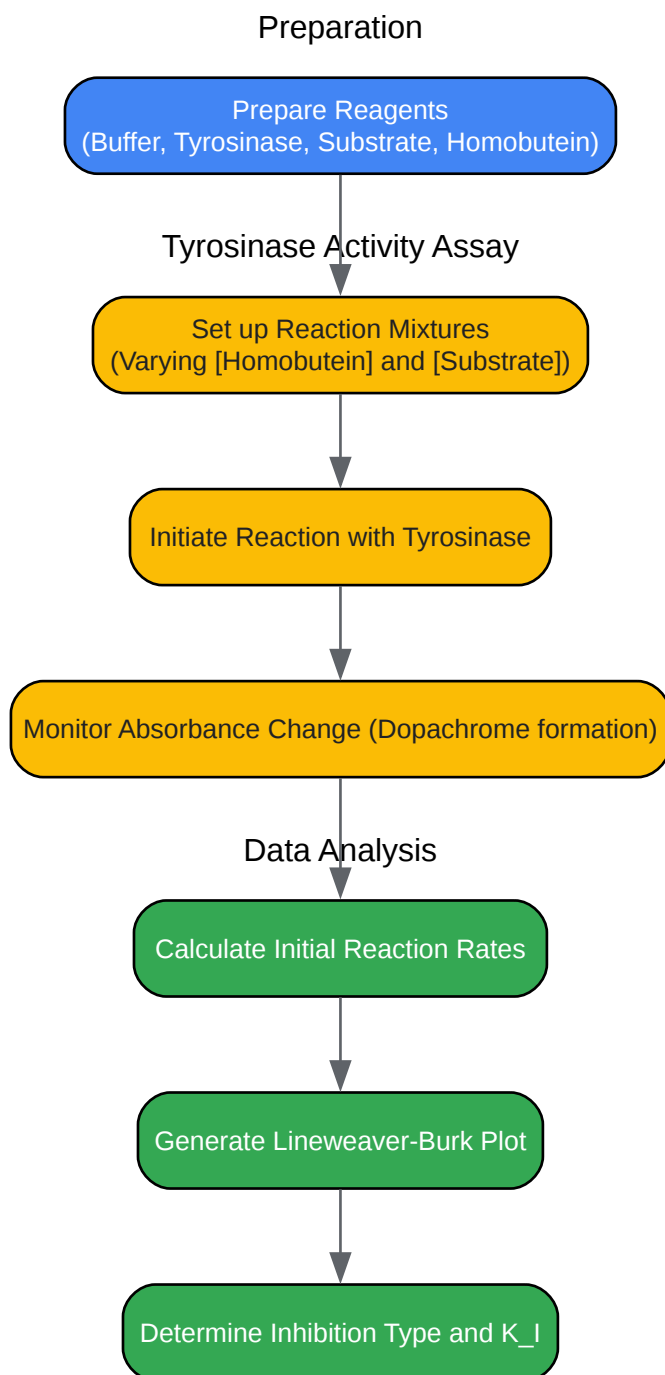 Preparation
Prepare Reagents
(Buffer, Tyrosinase, Substrate, Homobutein)
Tyrosinase Activity Assay
Set up Reaction Mixtures
(Varying [Homobutein] and [Substrate])
Initiate Reaction with Tyrosinase
Monitor Absorbance Change (Dopachrome formation)
Data Analysis
Calculate Initial Reaction Rates
Generate Lineweaver-Burk Plot
Determine Inhibition Type and K_I